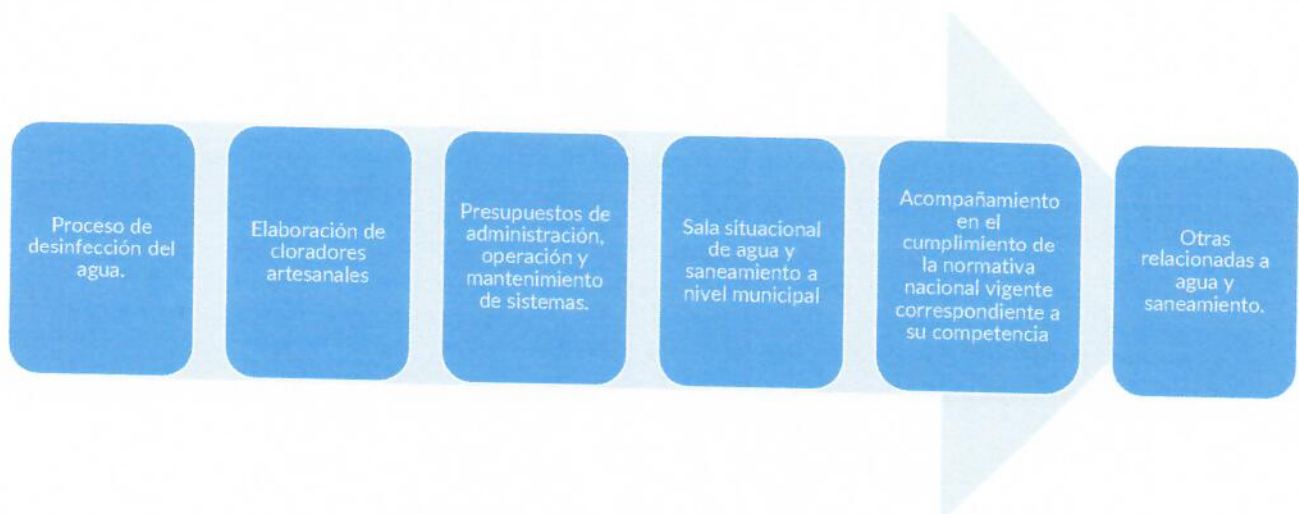 Proceso de
desinfección del
agua.
Elaboración de
cloradores
artesanales
Presupuestos de
administración,
operación y
mantenimiento
de sistemas.
Sala situacional
de agua y
saneamiento a
nivel municipal
Acompañamiento
en el
cumplimiento de
la normativa
nacional vigente
correspondiente a
su competencia
Otras
relacionadas a
agua y
saneamiento.